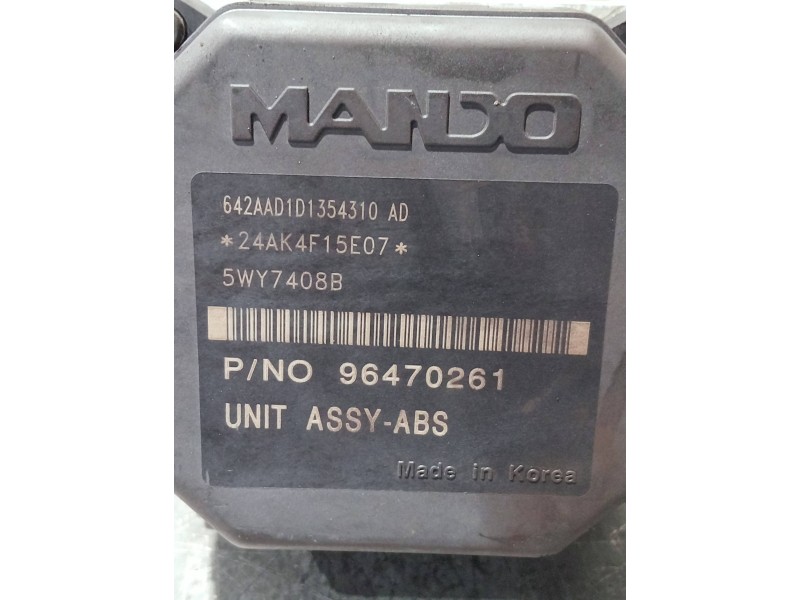 MANDO
642AAD1D1354310 AD
*24AK4F15E07*
5WY7408B
P/NO 96470261
UNIT ASSY-ABS
Made in Korea